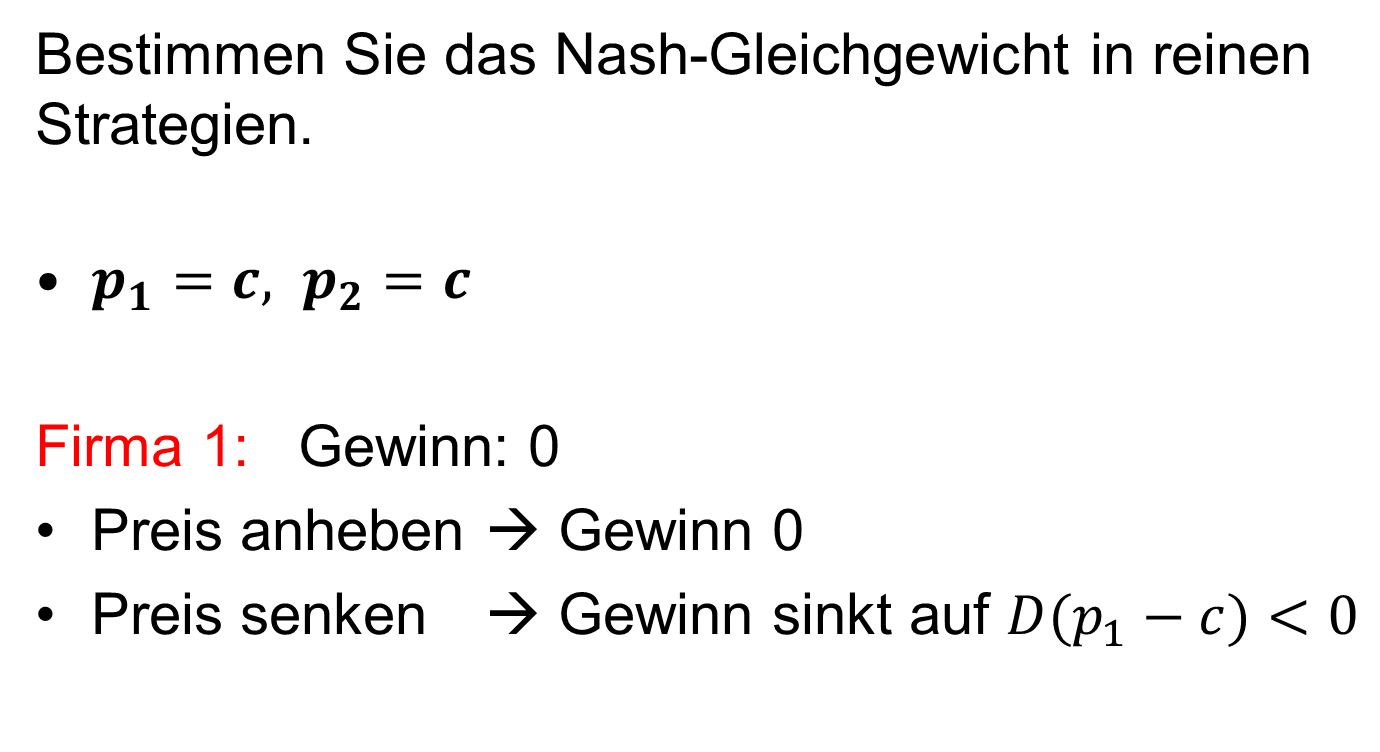 Bestimmen Sie das Nash-Gleichgewicht in reinen
Strategien.
• p₁ = c, p₂ = c
Firma 1: Gewinn: 0
• Preis anheben → Gewinn 0
• Preis senken → Gewinn sinkt auf D(p₁ − c) < 0